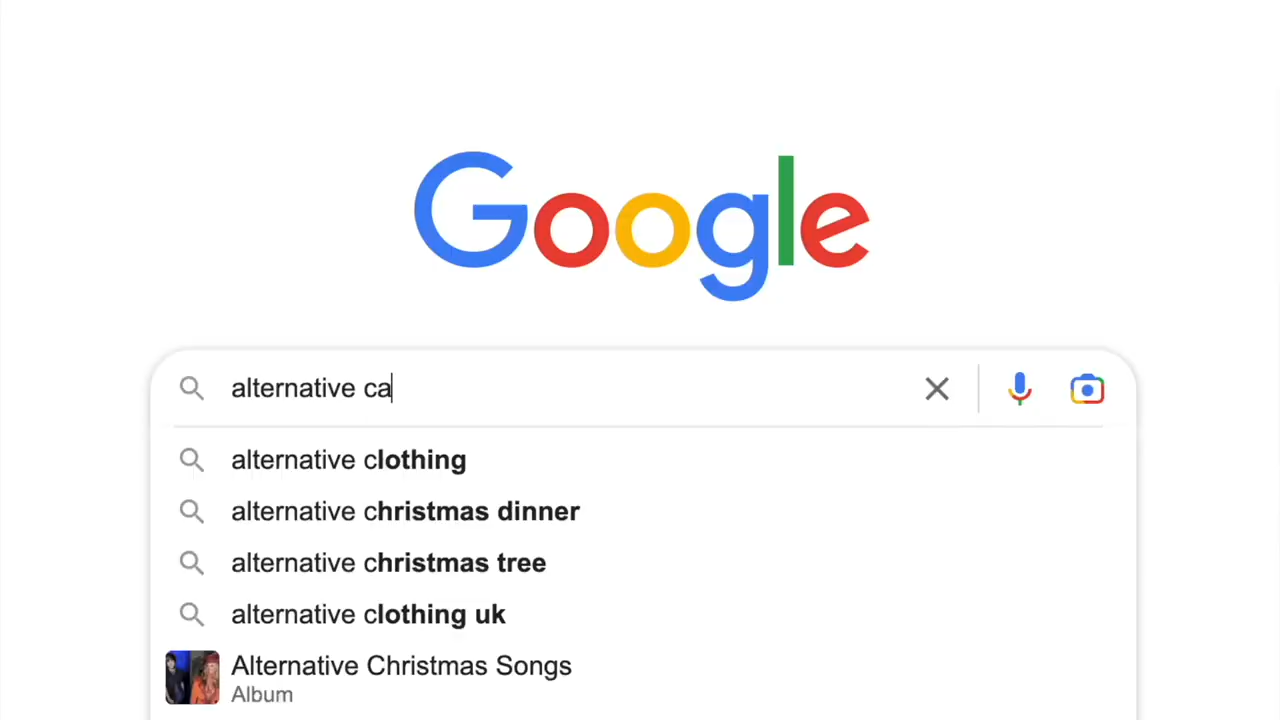 Google
alternative ca
alternative clothing
alternative christmas dinner
alternative christmas tree
alternative clothing uk
Alternative Christmas Songs
Album